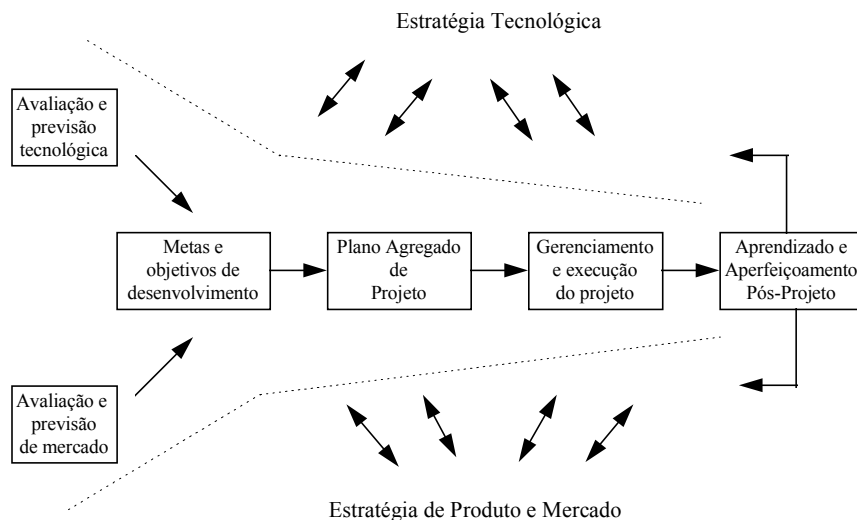 Estratégia Tecnológica
Avaliação e
previsão
tecnológica
Metas e
objetivos de
desenvolvimento
Plano Agregado
de
Projeto
Gerenciamento
e execução
do projeto
Aprendizado e
Aperfeiçoamento
Pós-Projeto
Avaliação e
previsão
de mercado
Estratégia de Produto e Mercado